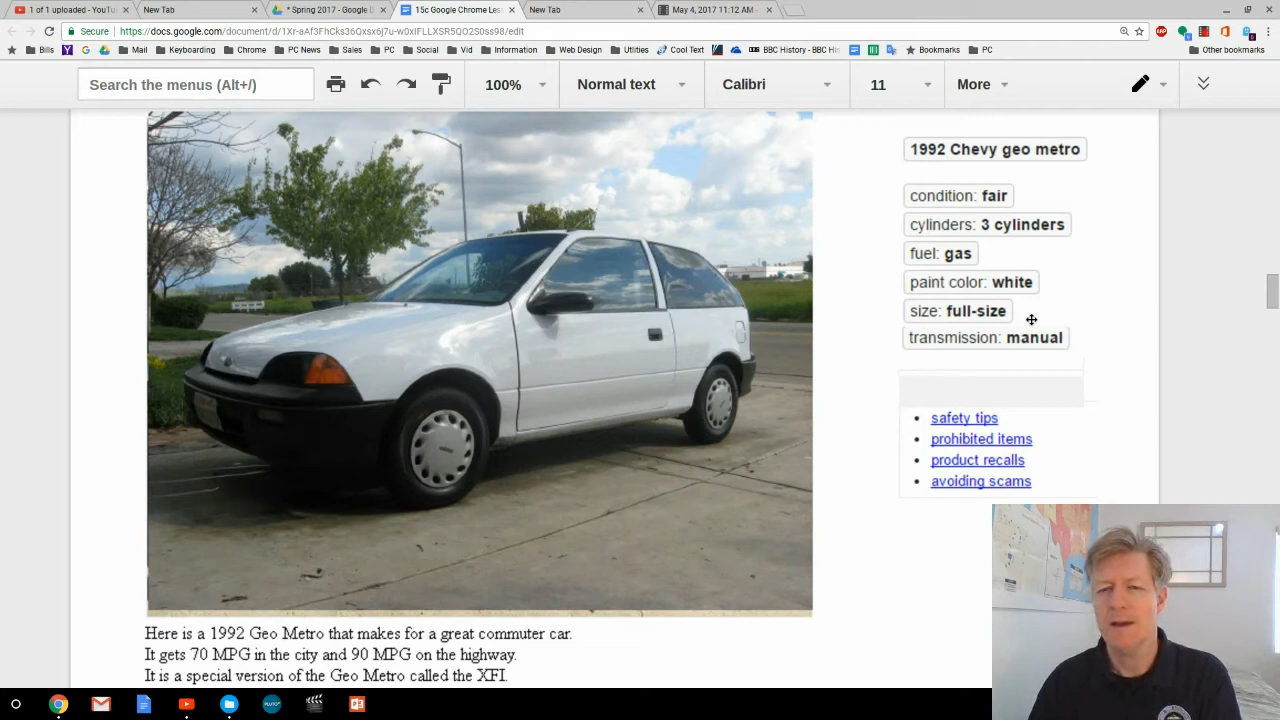 1 of 1 uploaded - YouTu
New Tab
* Spring 2017 - Google D
15c Google Chrome Les
New Tab
May 4, 2017 11:12 AM
Secure
https://docs.google.com/document/d/1Xr-aAf3FhCks36Qxsx6j7u-w0xIFLLXSR5QO2S0ss98/edit
Bills
Mail
Keyboarding
Chrome
PC News
Sales
PC
Social
Vid
Information
Web Design
Utilities
Cool Text
BBC History - BBC His
Bookmarks
PC
Other bookmarks
Search the menus (Alt+/)
100%
Normal text
Calibri
11
More
1992 Chevy geo metro
condition: fair
cylinders: 3 cylinders
fuel: gas
paint color: white
size: full-size
transmission: manual
safety tips
prohibited items
product recalls
avoiding scams
Here is a 1992 Geo Metro that makes for a great commuter car.
It gets 70 MPG in the city and 90 MPG on the highway.
It is a special version of the Geo Metro called the XFI.